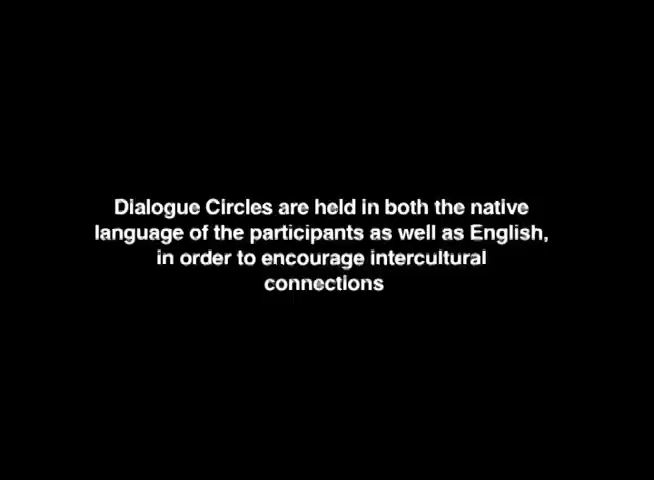 Dialogue Circles are held in both the native
language of the participants as well as English,
in order to encourage intercultural
connections